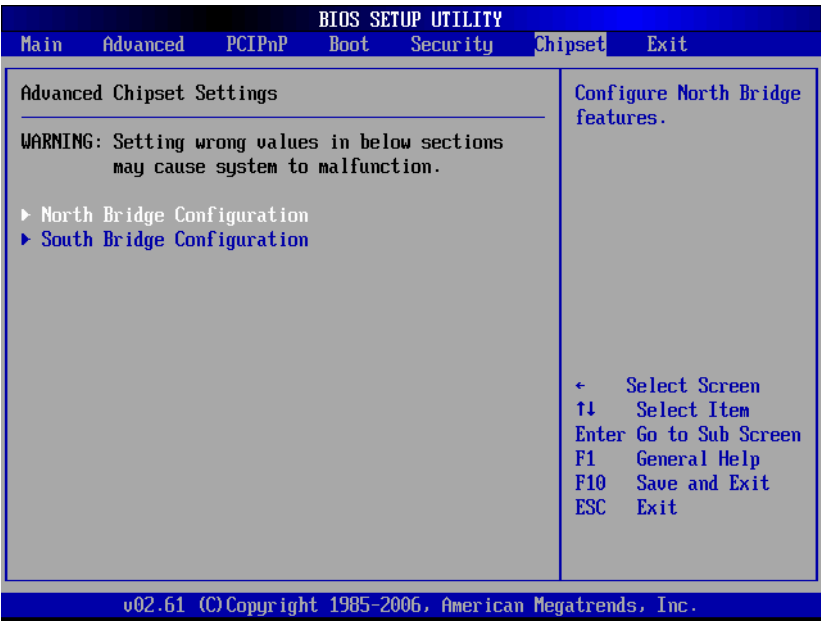 BIOS SETUP UTILITY
Main Advanced PCIPnP Boot Security Chipset Exit
Advanced Chipset Settings
WARNING: Setting wrong values in below sections
may cause system to malfunction.
▶ North Bridge Configuration
▶ South Bridge Configuration
Configure North Bridge
features.
← Select Screen
↑↓ Select Item
Enter Go to Sub Screen
F1 General Help
F10 Save and Exit
ESC Exit
v02.61 (C)Copyright 1985-2006, American Megatrends, Inc.